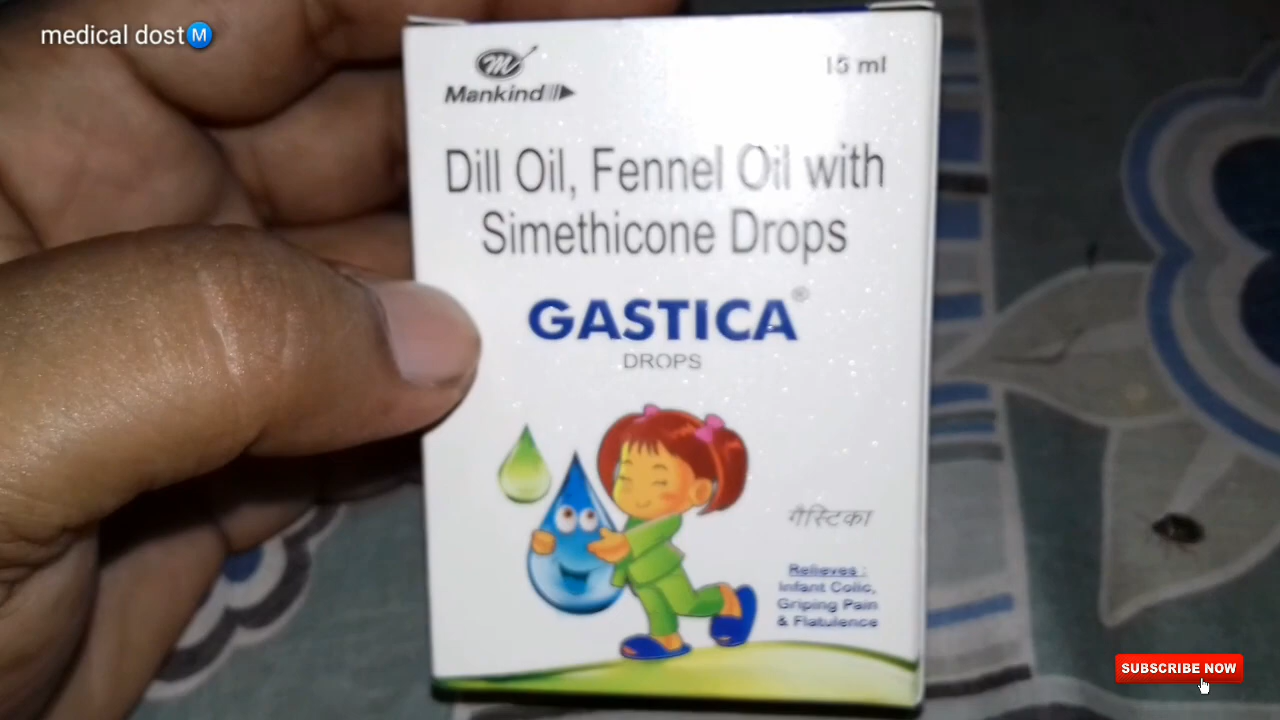 medical dost M
Mankind
15 ml
Dill Oil, Fennel Oil with
Simethicone Drops
GASTICA®
DROPS
गैस्टिका
Relieves :
Infant Colic,
Griping Pain
& Flatulence
SUBSCRIBE NOW